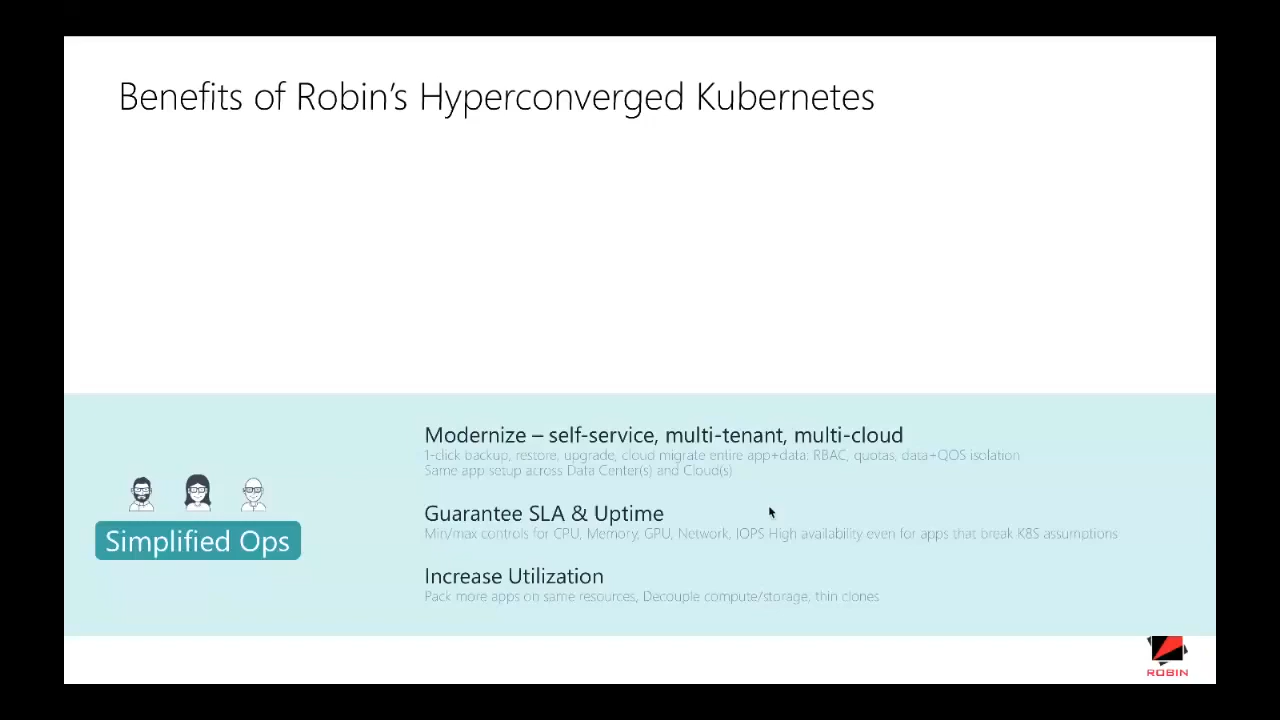 Benefits of Robin's Hyperconverged Kubernetes
Modernize – self-service, multi-tenant, multi-cloud
1-click backup, restore, upgrade, cloud migrate entire app+data: RBAC, quotas, data+QOS isolation
Same app setup across Data Center(s) and Cloud(s)
Simplified Ops
Guarantee SLA & Uptime
Min/max controls for CPU, Memory, GPU, Network, IOPS High availability even for apps that break K8S assumptions
Increase Utilization
Pack more apps on same resources, Decouple compute/storage, thin clones
ROBIN